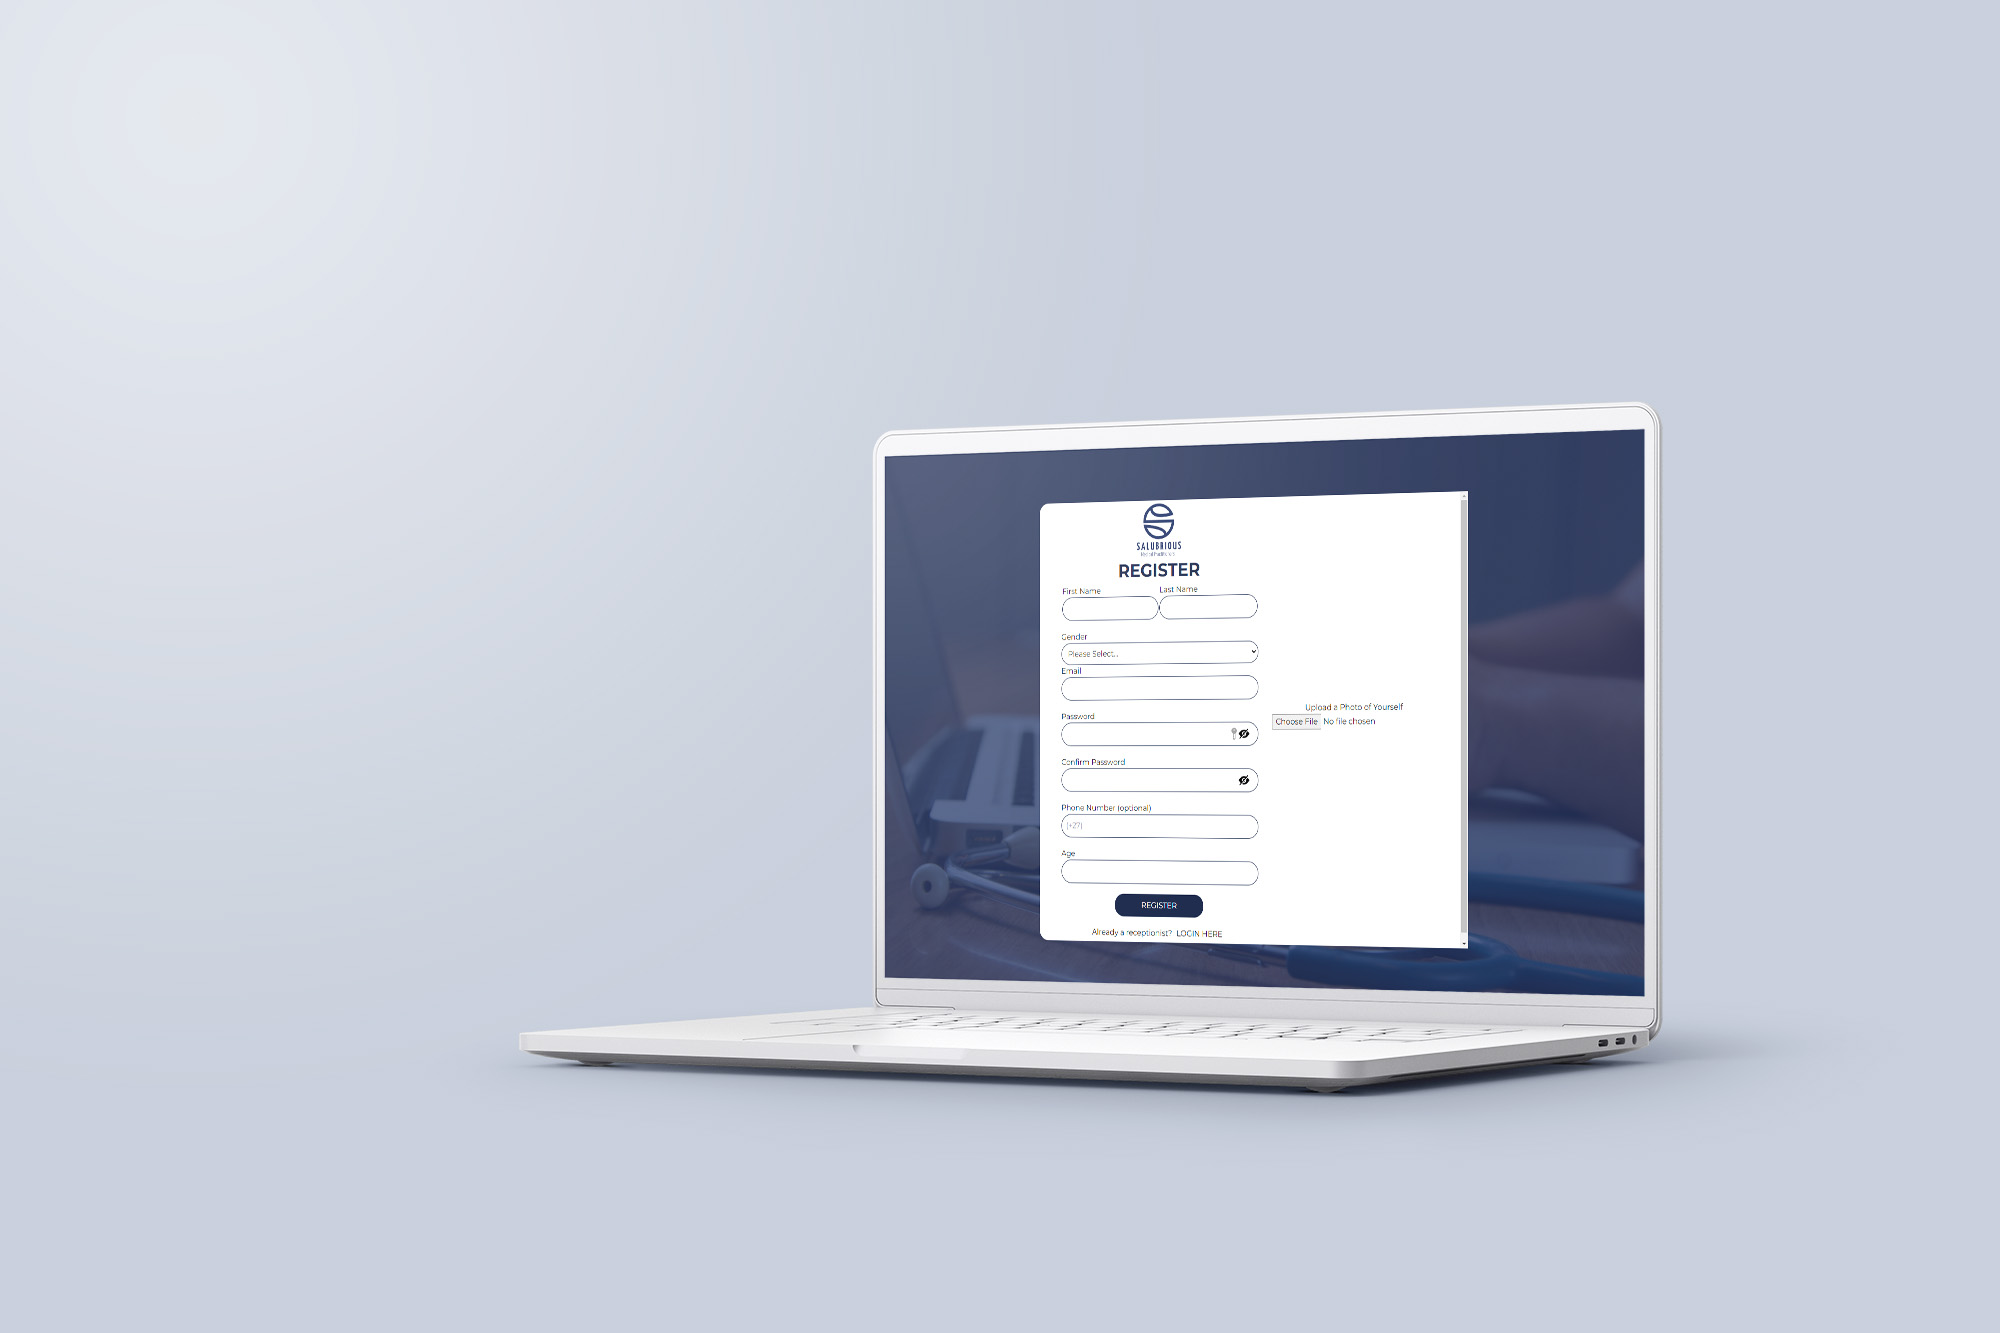 SALUBRIOUS
REGISTER
First Name
Last Name
Gender
Please Select...
Email
Password
Confirm Password
Phone Number (optional)
(+27)
Age
REGISTER
Already a receptionist? LOGIN HERE
Upload a Photo of Yourself
Choose File No file chosen